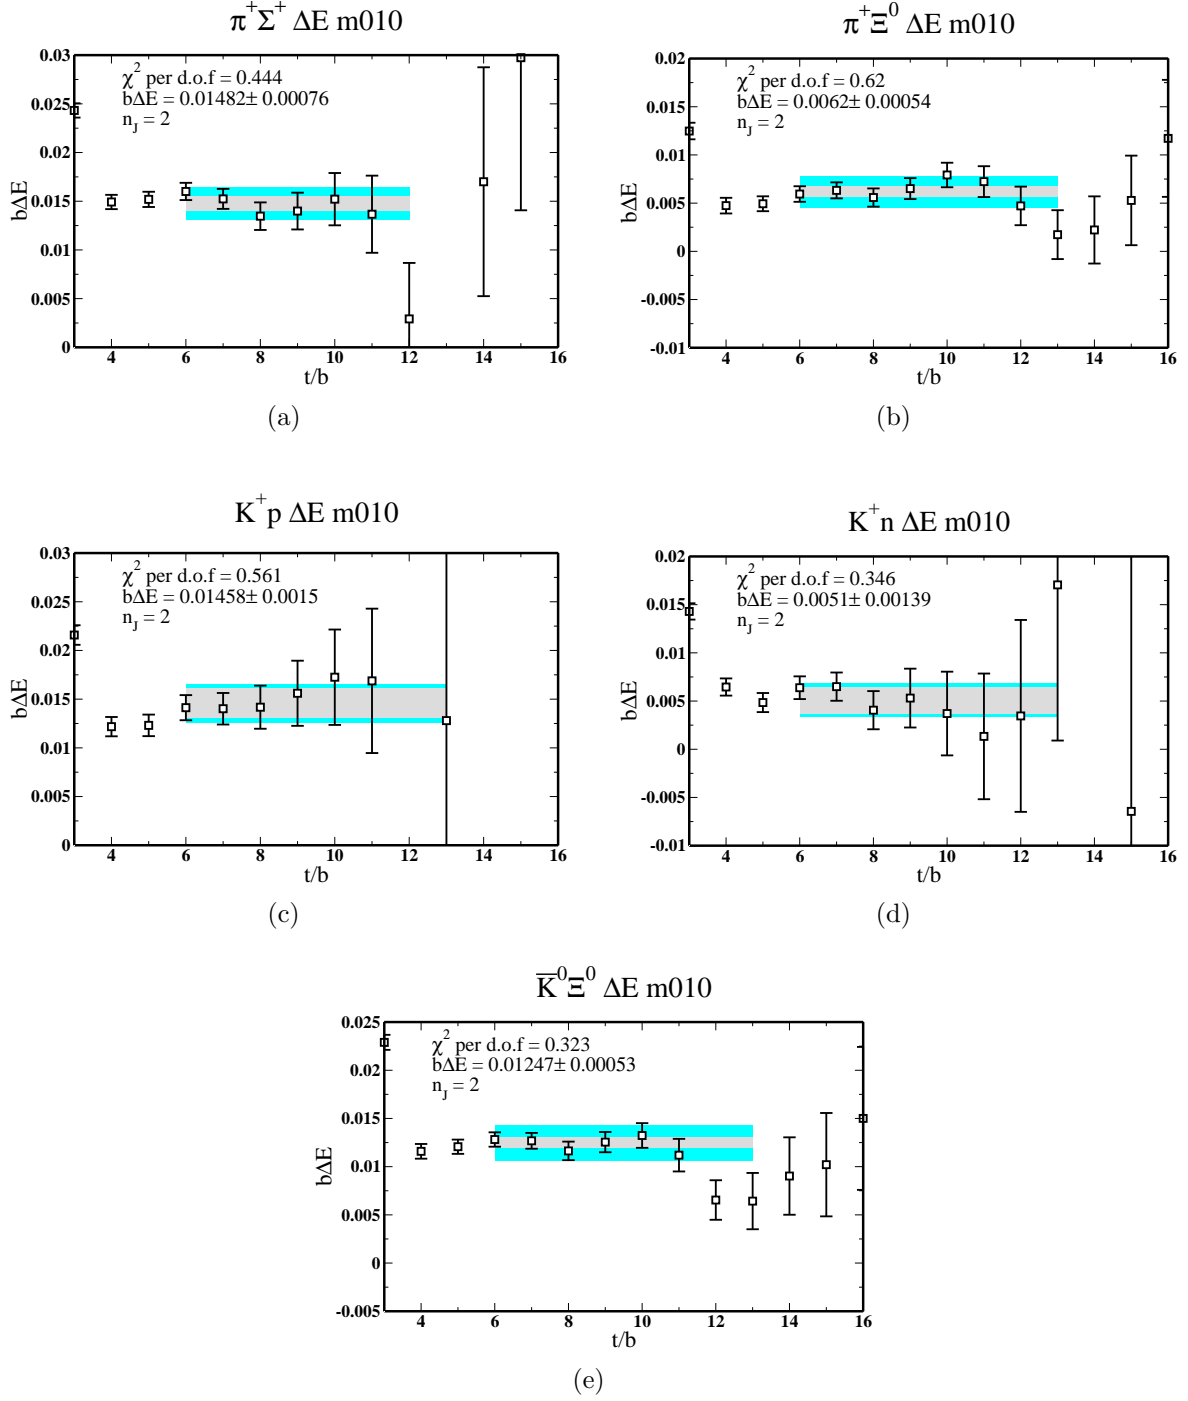 π⁺Σ⁺ ΔE m010
χ² per d.o.f = 0.444
bΔE = 0.01482± 0.00076
n_J = 2
0.03
0.025
0.02
0.015
0.01
0.005
0
bΔE
4 6 8 10 12 14 16
t/b
(a)
π⁺Ξ⁰ ΔE m010
χ² per d.o.f = 0.62
bΔE = 0.0062± 0.00054
n_J = 2
0.02
0.015
0.01
0.005
0
-0.005
-0.01
bΔE
4 6 8 10 12 14 16
t/b
(b)
K⁺p ΔE m010
χ² per d.o.f = 0.561
bΔE = 0.01458± 0.0015
n_J = 2
0.03
0.025
0.02
0.015
0.01
0.005
0
bΔE
4 6 8 10 12 14 16
t/b
(c)
K⁺n ΔE m010
χ² per d.o.f = 0.346
bΔE = 0.0051± 0.00139
n_J = 2
0.02
0.015
0.01
0.005
0
-0.005
-0.01
bΔE
4 6 8 10 12 14 16
t/b
(d)
K̅⁰Ξ⁰ ΔE m010
χ² per d.o.f = 0.323
bΔE = 0.01247± 0.00053
n_J = 2
0.025
0.02
0.015
0.01
0.005
0
-0.005
bΔE
4 6 8 10 12 14 16
t/b
(e)